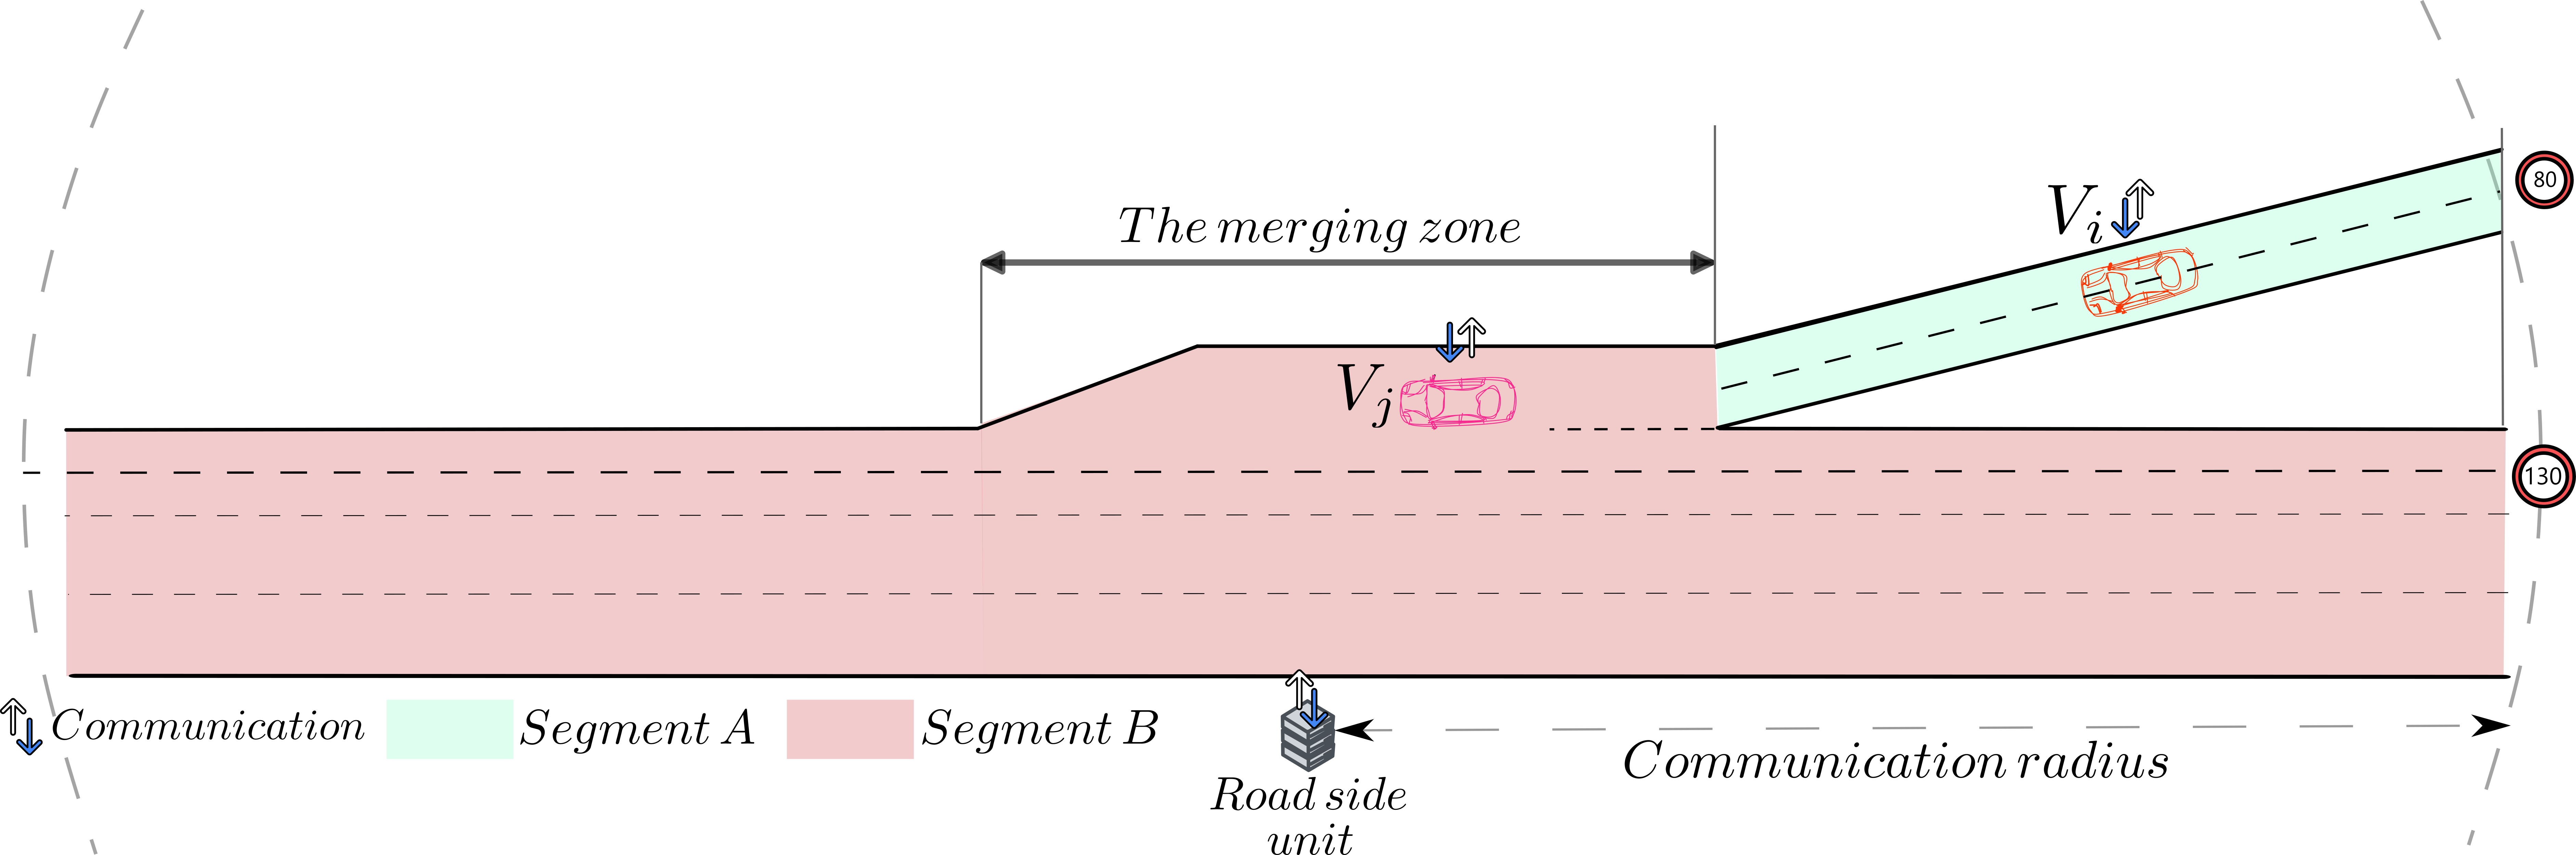 80
V_i
The merging zone
V_j
130
Communication
Segment A
Segment B
Communication radius
Road side
unit